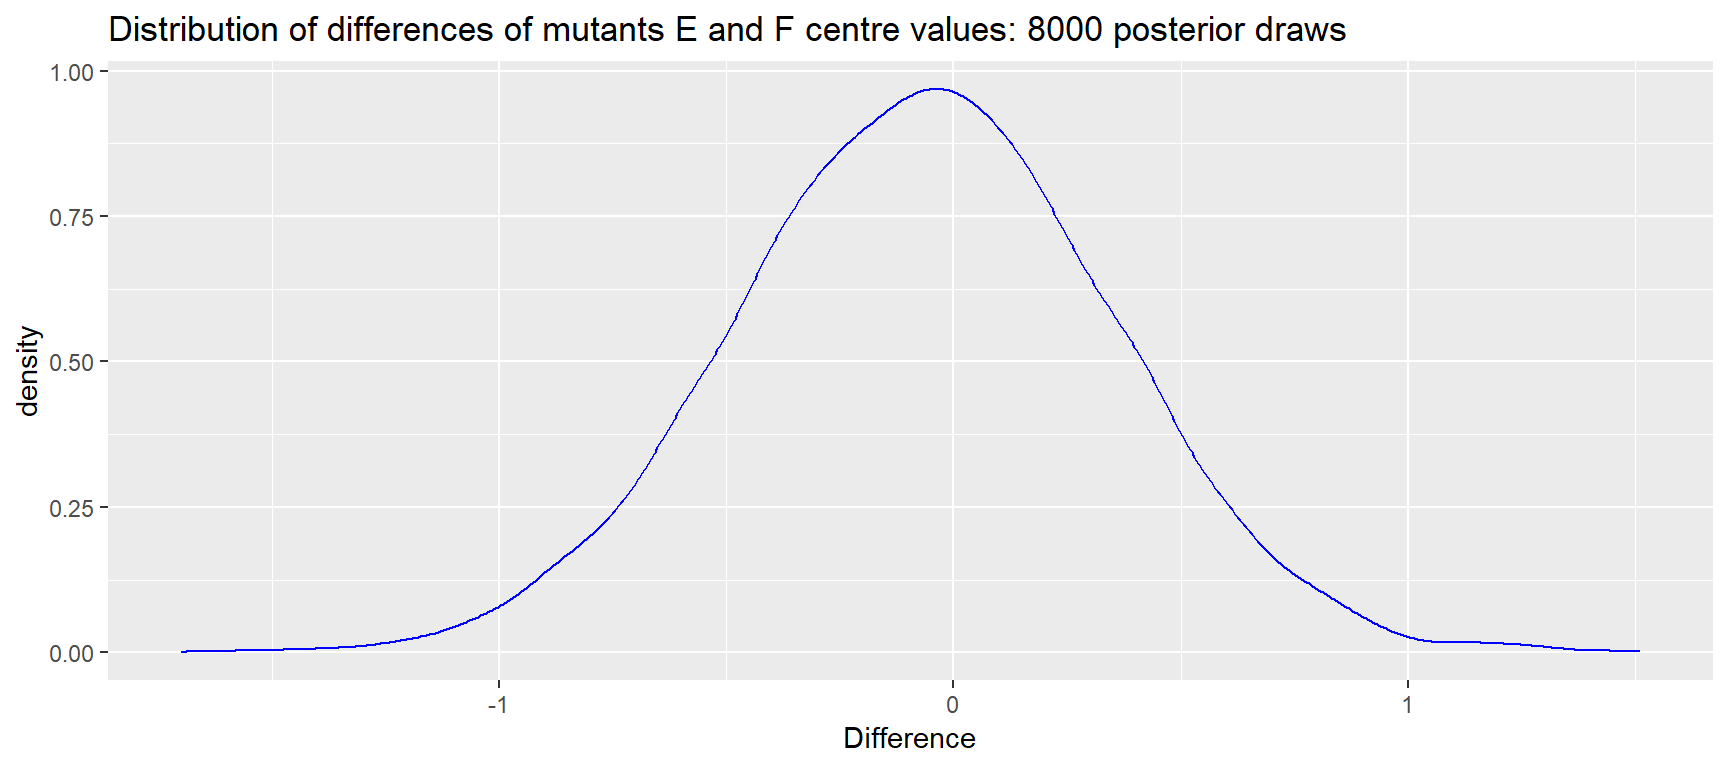 Distribution of differences of mutants E and F centre values: 8000 posterior draws
1.00
0.75
0.50
0.25
0.00
density
-1
0
1
Difference